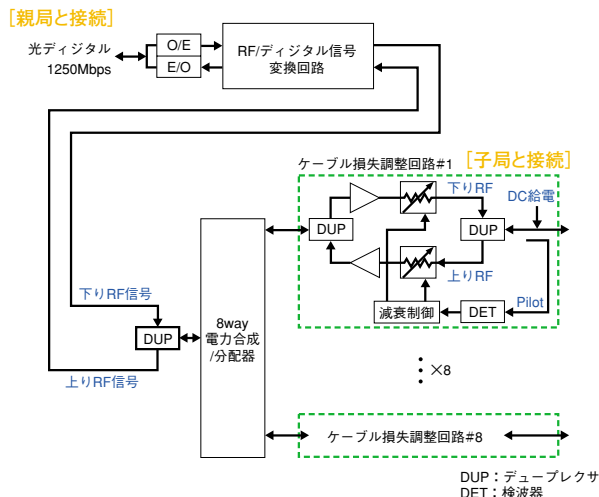 [親局と接続]
光ディジタル
1250Mbps
O/E
E/O
RF/ディジタル信号
変換回路
[子局と接続]
ケーブル損失調整回路#1
下りRF
DC給電
DUP
DUP
上りRF
減衰制御
DET
Pilot
8way
電力合成
/分配器
下りRF信号
DUP
上りRF信号
×8
ケーブル損失調整回路#8
DUP：デュープレクサ
DET：検波器